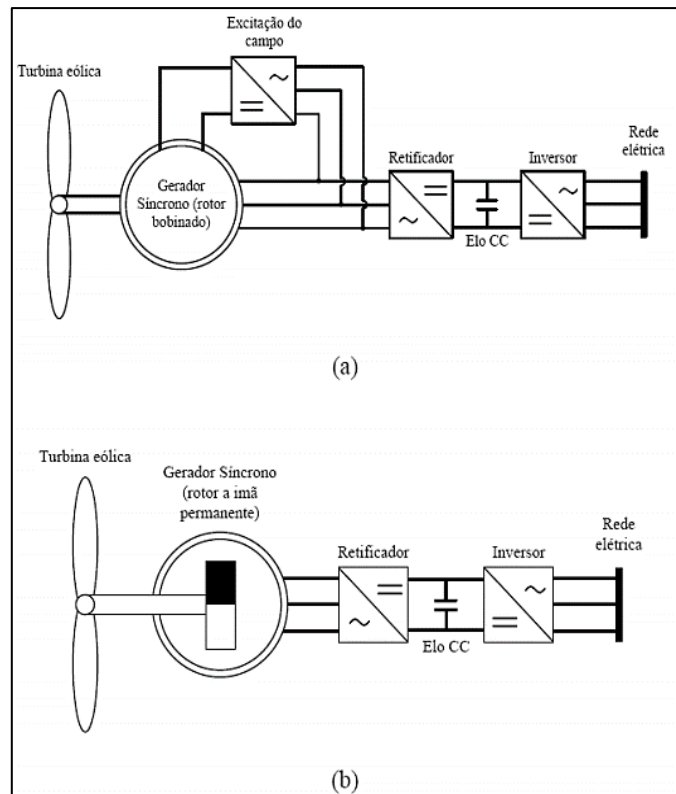 Excitação do
campo
Turbina eólica
Gerador
Síncrono (rotor
bobinado)
Retificador
Inversor
Rede
elétrica
Elo CC
(a)
Turbina eólica
Gerador Síncrono
(rotor a imã
permanente)
Retificador
Inversor
Rede
elétrica
Elo CC
(b)